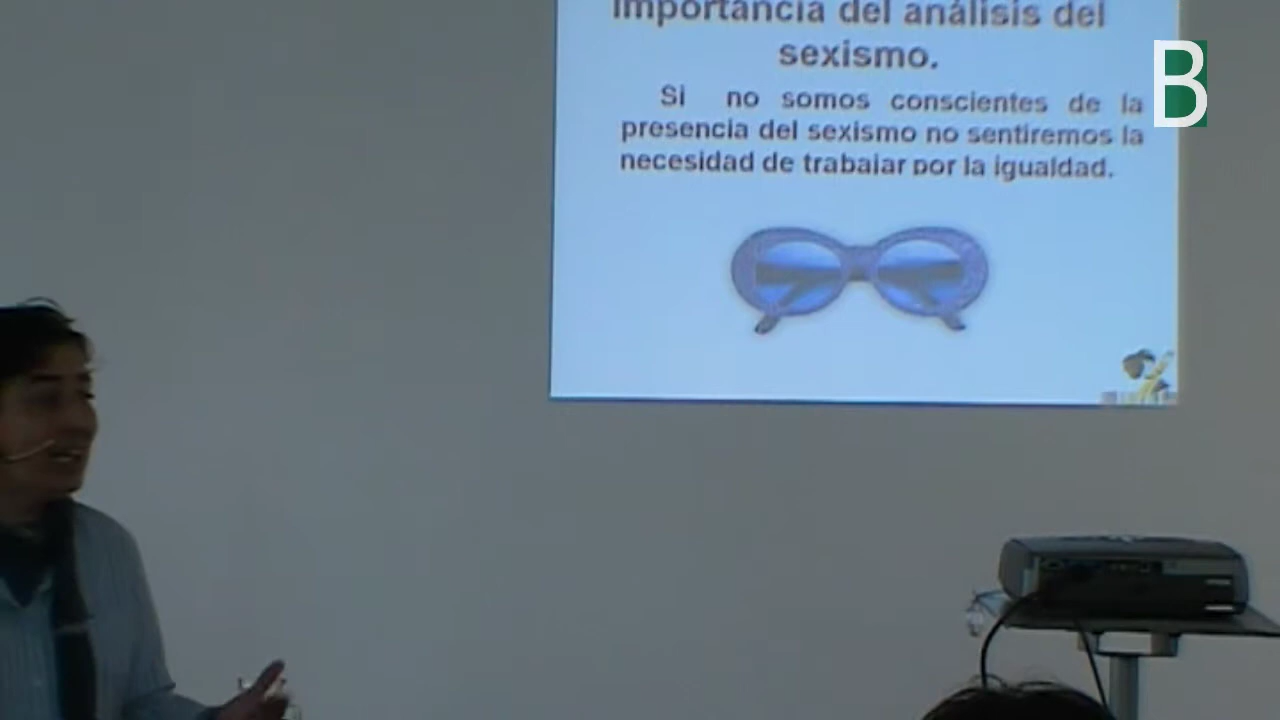 Importancia del análisis del
sexismo.
Si no somos conscientes de la
presencia del sexismo no sentiremos la
necesidad de trabajar por la igualdad.
B